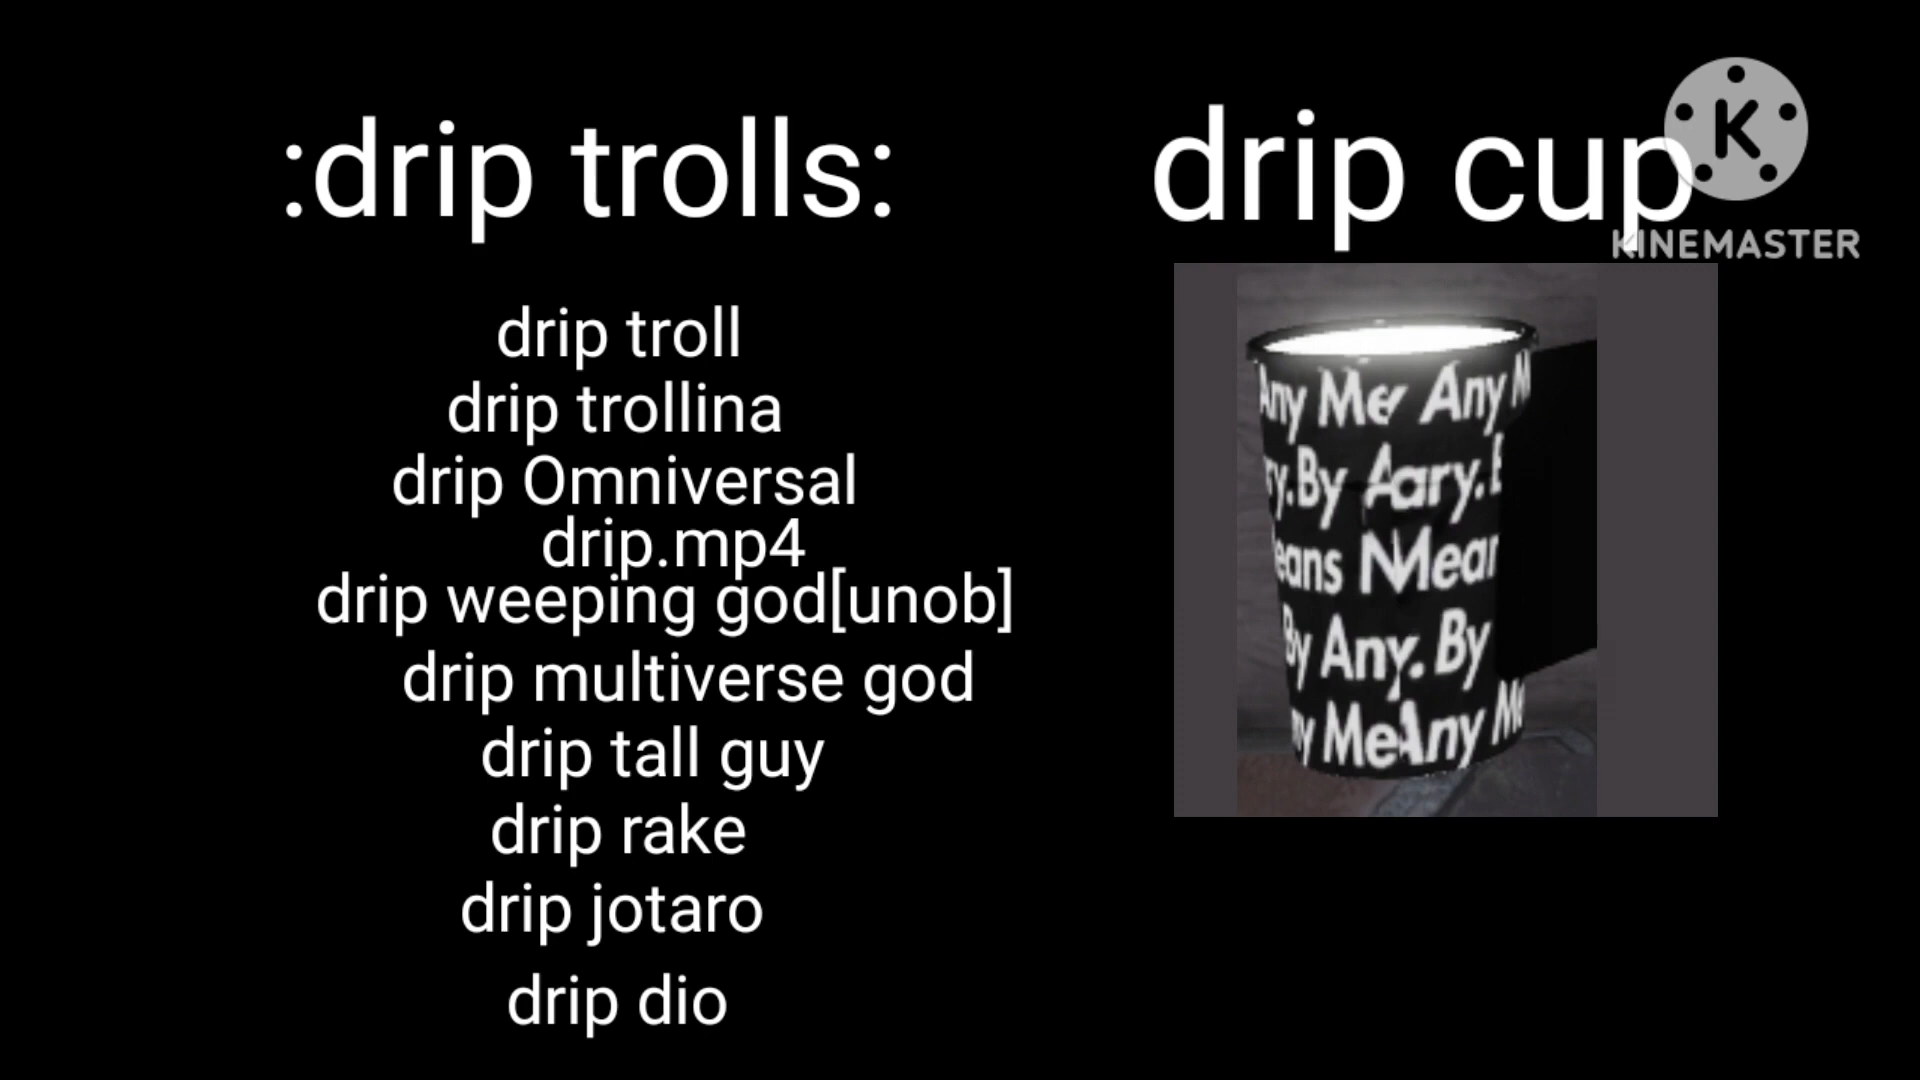 :drip trolls:
drip troll
drip trollina
drip Omniversal
drip.mp4
drip weeping god[unob]
drip multiverse god
drip tall guy
drip rake
drip jotaro
drip dio
drip cup
K
KINEMASTER
Any Me Any M
y. By Aary. B
eans Mear
By Any. By
y MeAny Me